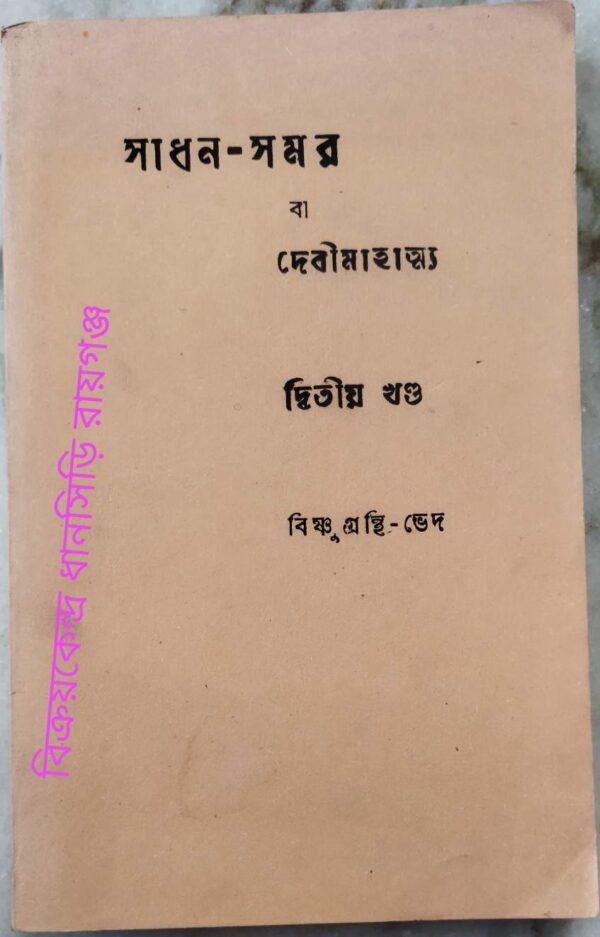 সাধন-সমর
বা
দেবীমাহাত্ম্য
দ্বিতীয় খণ্ড
বিষ্ণুগ্রন্থি-ভেদ
বিক্রয়কেন্দ্র ধানসিড়ি রায়গঞ্জ